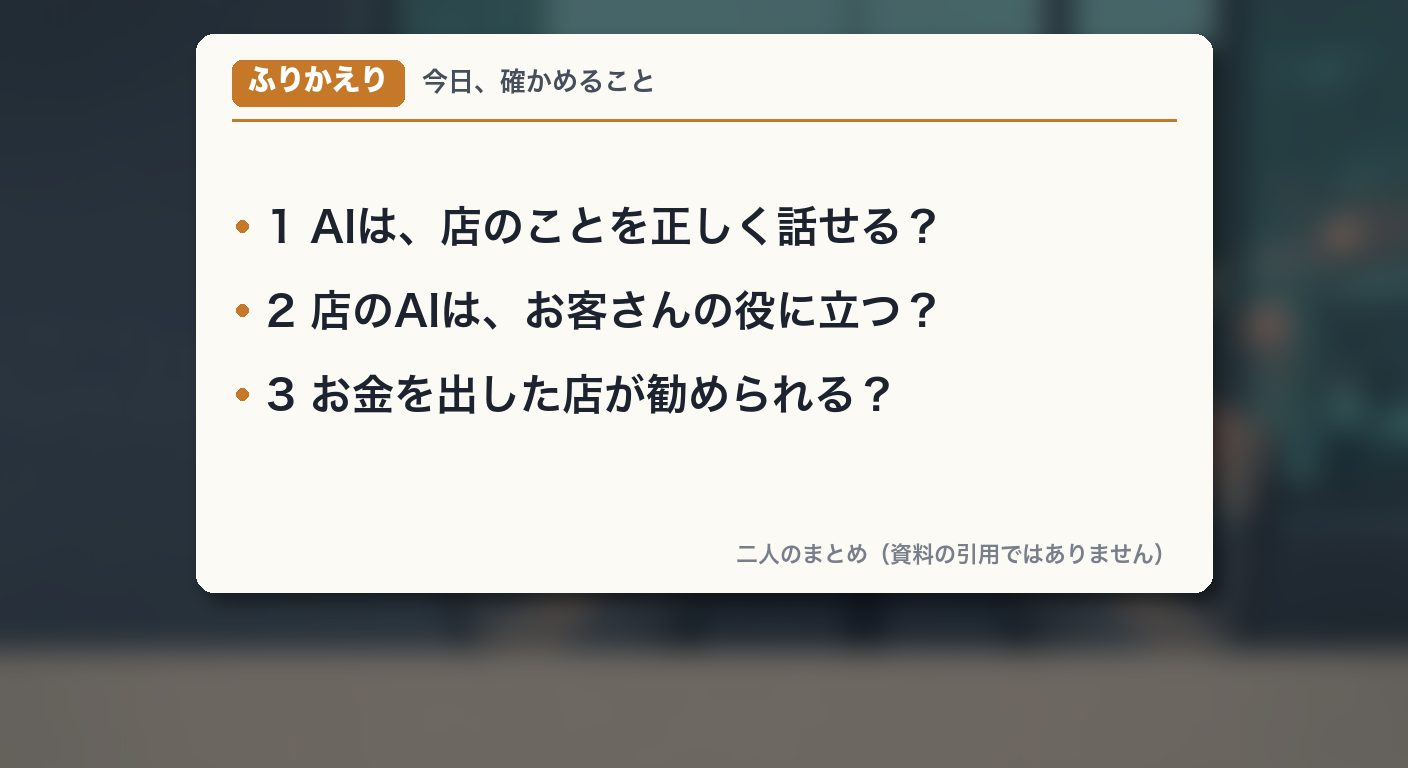 ふりかえり 今日、確かめること
• 1 AIは、店のことを正しく話せる？
• 2 店のAIは、お客さんの役に立つ？
• 3 お金を出した店が勧められる？
二人のまとめ（資料の引用ではありません）